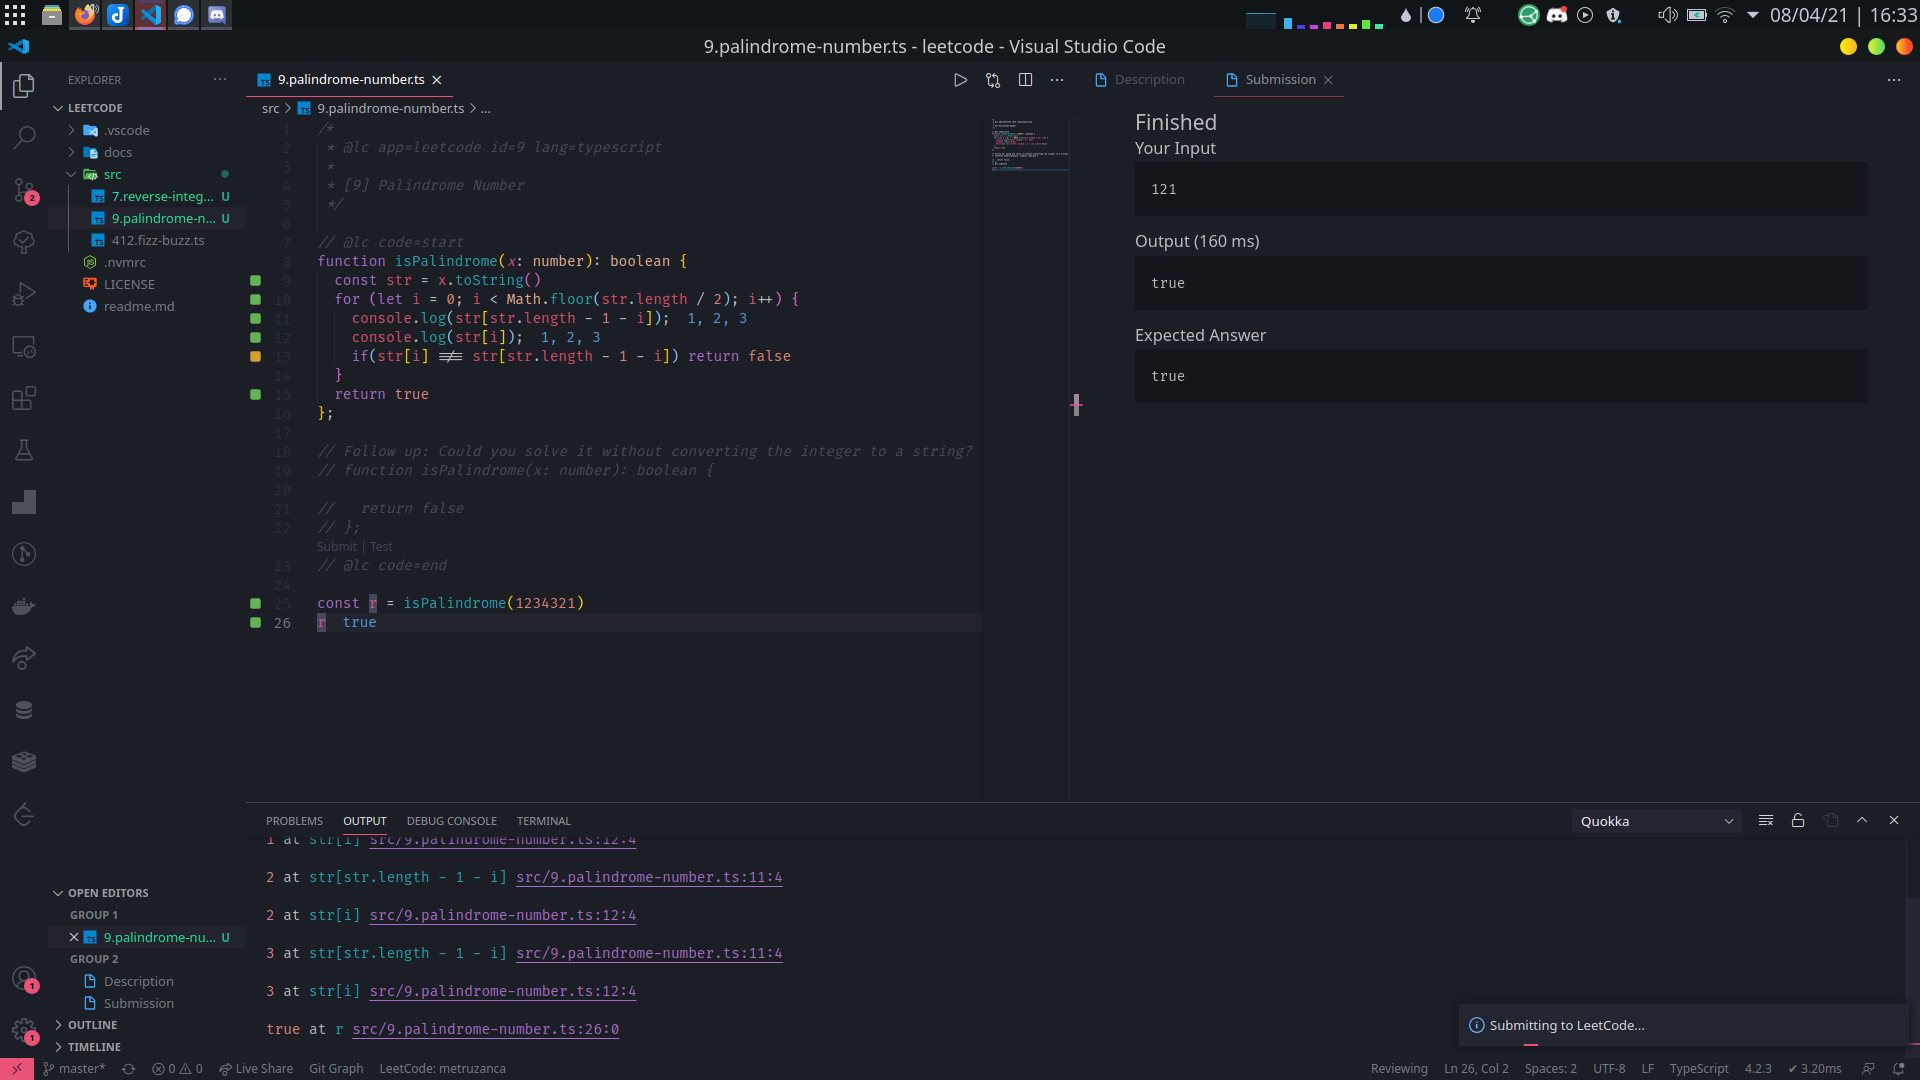 08/04/21 | 16:33
9.palindrome-number.ts - leetcode - Visual Studio Code
EXPLORER
LEETCODE
.vscode
docs
src
7.reverse-integ... U
9.palindrome-n... U
412.fizz-buzz.ts
.nvmrc
LICENSE
readme.md
OPEN EDITORS
GROUP 1
9.palindrome-nu... U
GROUP 2
Description
Submission
OUTLINE
TIMELINE
2
1
1
9.palindrome-number.ts
src > 9.palindrome-number.ts > ...
1 /*
2 * @lc app=leetcode id=9 lang=typescript
3 *
4 * [9] Palindrome Number
5 */
6
7 // @lc code=start
8 function isPalindrome(x: number): boolean {
9 const str = x.toString()
10 for (let i = 0; i < Math.floor(str.length / 2); i++) {
11 console.log(str[str.length - 1 - i]); 1, 2, 3
12 console.log(str[i]); 1, 2, 3
13 if(str[i] !== str[str.length - 1 - i]) return false
14 }
15 return true
16 };
17
18 // Follow up: Could you solve it without converting the integer to a string?
19 // function isPalindrome(x: number): boolean {
20
21 // return false
22 // };
Submit | Test
23 // @lc code=end
24
25 const r = isPalindrome(1234321)
26 r true
Description
Submission
Finished
Your Input
121
Output (160 ms)
true
Expected Answer
true
PROBLEMS OUTPUT DEBUG CONSOLE TERMINAL
Quokka
1 at str[i] src/9.palindrome-number.ts:12:4
2 at str[str.length - 1 - i] src/9.palindrome-number.ts:11:4
2 at str[i] src/9.palindrome-number.ts:12:4
3 at str[str.length - 1 - i] src/9.palindrome-number.ts:11:4
3 at str[i] src/9.palindrome-number.ts:12:4
true at r src/9.palindrome-number.ts:26:0
Submitting to LeetCode...
master* 0 0 Live Share Git Graph LeetCode: metruzanca
Reviewing Ln 26, Col 2 Spaces: 2 UTF-8 LF TypeScript 4.2.3 ✓ 3.20ms